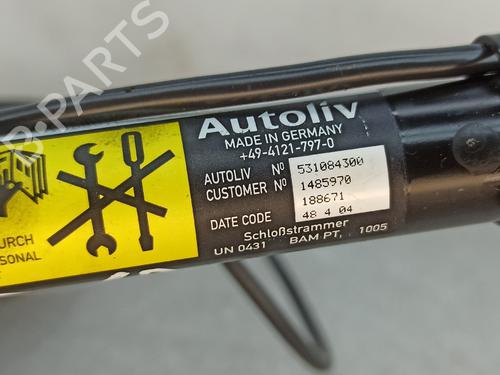 Autoliv
MADE IN GERMANY
+49-4121-797-0
AUTOLIV Nº 531084300
CUSTOMER Nº 1485970
188671
DATE CODE 48 4 04
Schloßstrammer
UN 0431 BAM PT, 1005
URCH
SONAL
B-PARTS